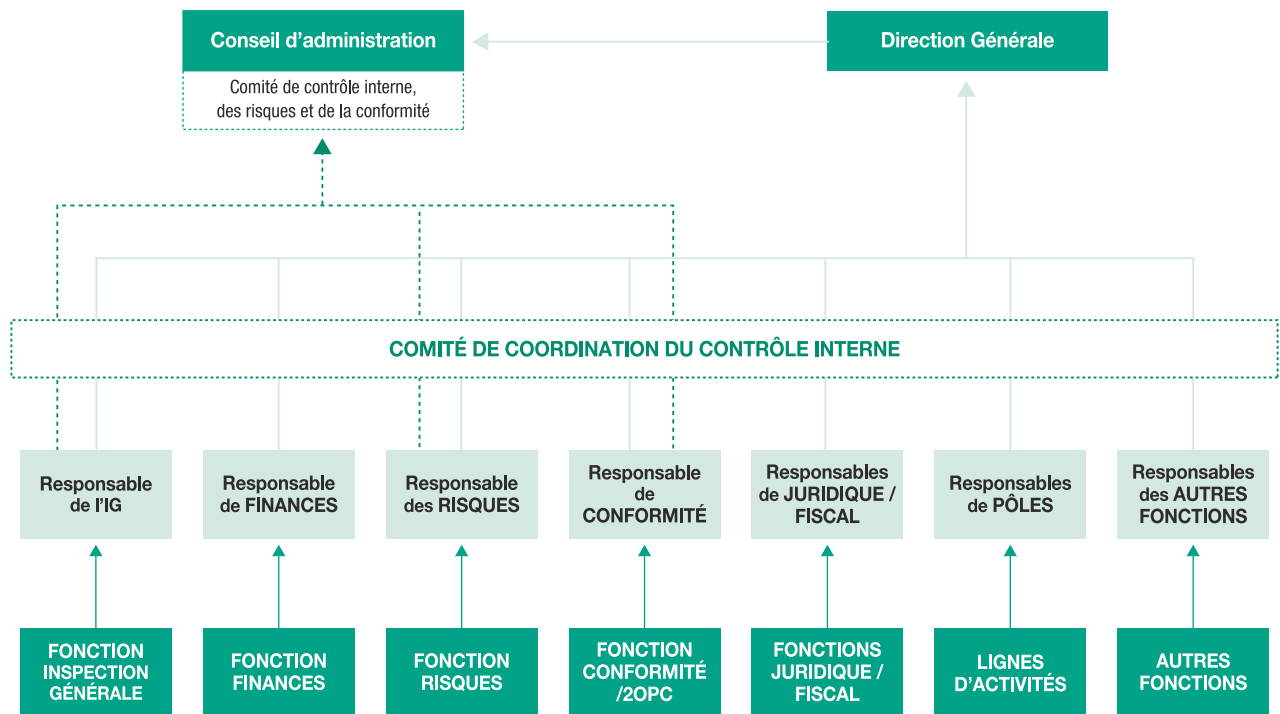 Conseil d'administration
Direction Générale
Comité de contrôle interne,
des risques et de la conformité
COMITÉ DE COORDINATION DU CONTRÔLE INTERNE
Responsable
de l'IG
Responsable
de FINANCES
Responsable
des RISQUES
Responsable
de
CONFORMITÉ
Responsables
de JURIDIQUE /
FISCAL
Responsables
de PÔLES
Responsables
des AUTRES
FONCTIONS
FONCTION
INSPECTION
GÉNÉRALE
FONCTION
FINANCES
FONCTION
RISQUES
FONCTION
CONFORMITÉ
/2OPC
FONCTIONS
JURIDIQUE /
FISCAL
LIGNES
D'ACTIVITÉS
AUTRES
FONCTIONS